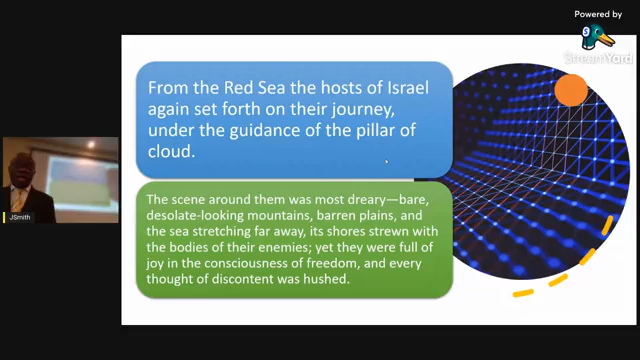 Powered by
StreamYard
From the Red Sea the hosts of Israel
again set forth on their journey,
under the guidance of the pillar of
cloud.
The scene around them was most dreary—bare,
desolate-looking mountains, barren plains, and
the sea stretching far away, its shores strewn with
the bodies of their enemies; yet they were full of
joy in the consciousness of freedom, and every
thought of discontent was hushed.
JSmith